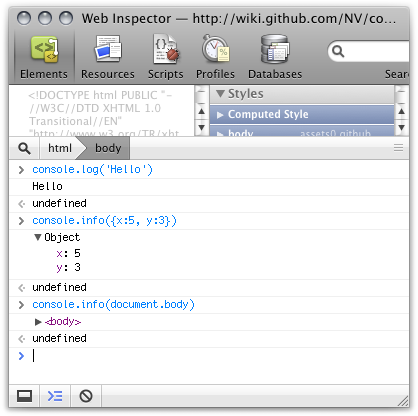 Web Inspector — http://wiki.github.com/NV/co...
Elements
Resources
Scripts
Profiles
Databases
Sear
<!DOCTYPE html PUBLIC "-
//W3C//DTD XHTML 1.0
Transitional//EN"
"http://www.w3.org/TR/xht
Styles
Computed Style
body
assets0.github
html
body
console.log('Hello')
Hello
undefined
console.info({x:5, y:3})
Object
x: 5
y: 3
undefined
console.info(document.body)
<body>
undefined